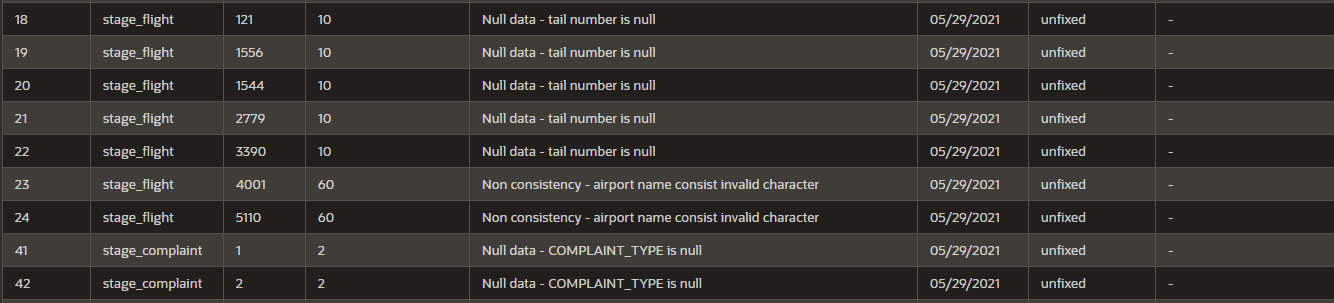 18 stage_flight 121 10 Null data - tail number is null 05/29/2021 unfixed -
19 stage_flight 1556 10 Null data - tail number is null 05/29/2021 unfixed -
20 stage_flight 1544 10 Null data - tail number is null 05/29/2021 unfixed -
21 stage_flight 2779 10 Null data - tail number is null 05/29/2021 unfixed -
22 stage_flight 3390 10 Null data - tail number is null 05/29/2021 unfixed -
23 stage_flight 4001 60 Non consistency - airport name consist invalid character 05/29/2021 unfixed -
24 stage_flight 5110 60 Non consistency - airport name consist invalid character 05/29/2021 unfixed -
41 stage_complaint 1 2 Null data - COMPLAINT_TYPE is null 05/29/2021 unfixed -
42 stage_complaint 2 2 Null data - COMPLAINT_TYPE is null 05/29/2021 unfixed -